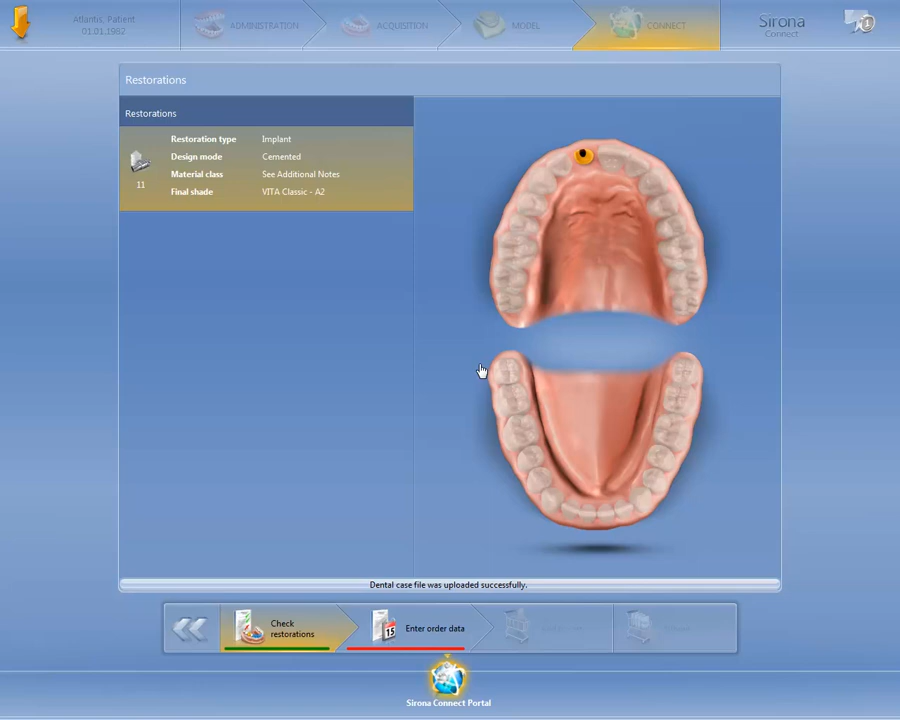 Atlantis, Patient
01.01.1982
ADMINISTRATION
ACQUISITION
MODEL
CONNECT
Sirona
Connect
1
Restorations
Restorations
Restoration type Implant
Design mode Cemented
Material class See Additional Notes
11
Final shade VITA Classic - A2
Dental case file was uploaded successfully.
Check
restorations
15
Enter order data
Sirona Connect Portal